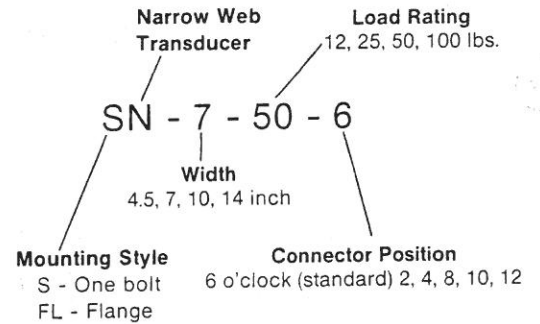 Narrow Web
Transducer
Load Rating
12, 25, 50, 100 lbs.
SN - 7 - 50 - 6
Width
4.5, 7, 10, 14 inch
Mounting Style
S - One bolt
FL - Flange
Connector Position
6 o'clock (standard) 2, 4, 8, 10, 12